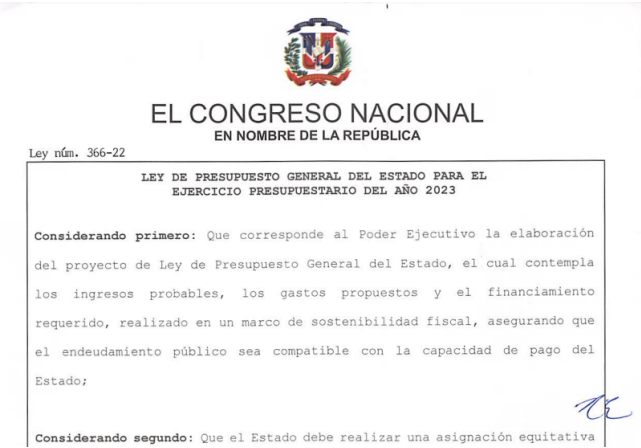 EL CONGRESO NACIONAL
EN NOMBRE DE LA REPÚBLICA
Ley núm. 366-22
LEY DE PRESUPUESTO GENERAL DEL ESTADO PARA EL
EJERCICIO PRESUPUESTARIO DEL AÑO 2023
Considerando primero: Que corresponde al Poder Ejecutivo la elaboración
del proyecto de Ley de Presupuesto General del Estado, el cual contempla
los ingresos probables, los gastos propuestos y el financiamiento
requerido, realizado en un marco de sostenibilidad fiscal, asegurando que
el endeudamiento público sea compatible con la capacidad de pago del
Estado;
Considerando segundo: Que el Estado debe realizar una asignación equitativa